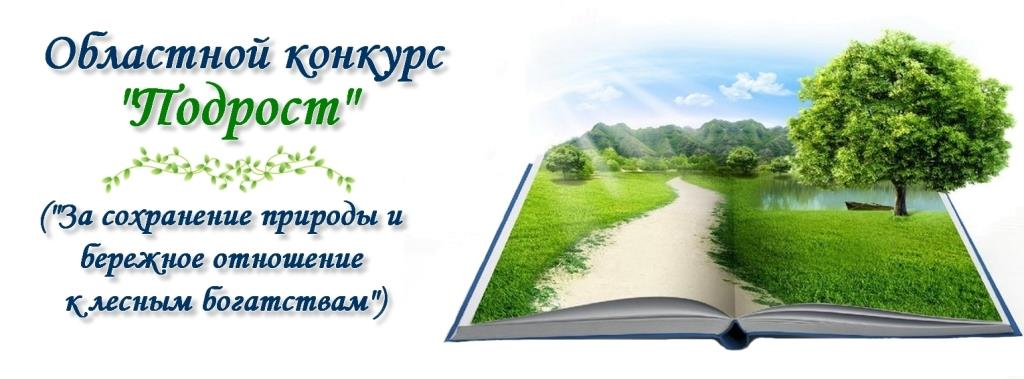 Областной конкурс
"Подрост"
("За сохранение природы и
бережное отношение
к лесным богатствам")